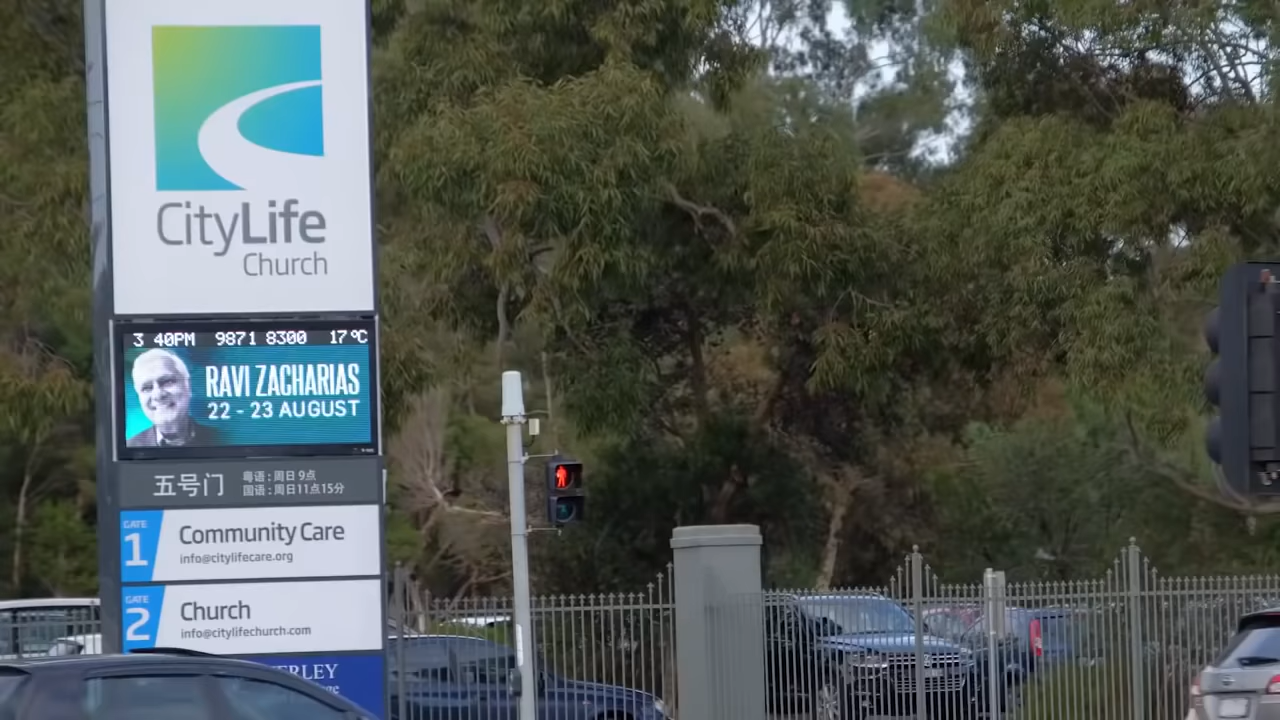 CityLife
Church
3 40PM 9871 8300 17°C
RAVI ZACHARIAS
22 - 23 AUGUST
五号门
粤语：周日 9点
国语：周日11点15分
GATE
1
Community Care
info@citylifecare.org
GATE
2
Church
info@citylifechurch.com